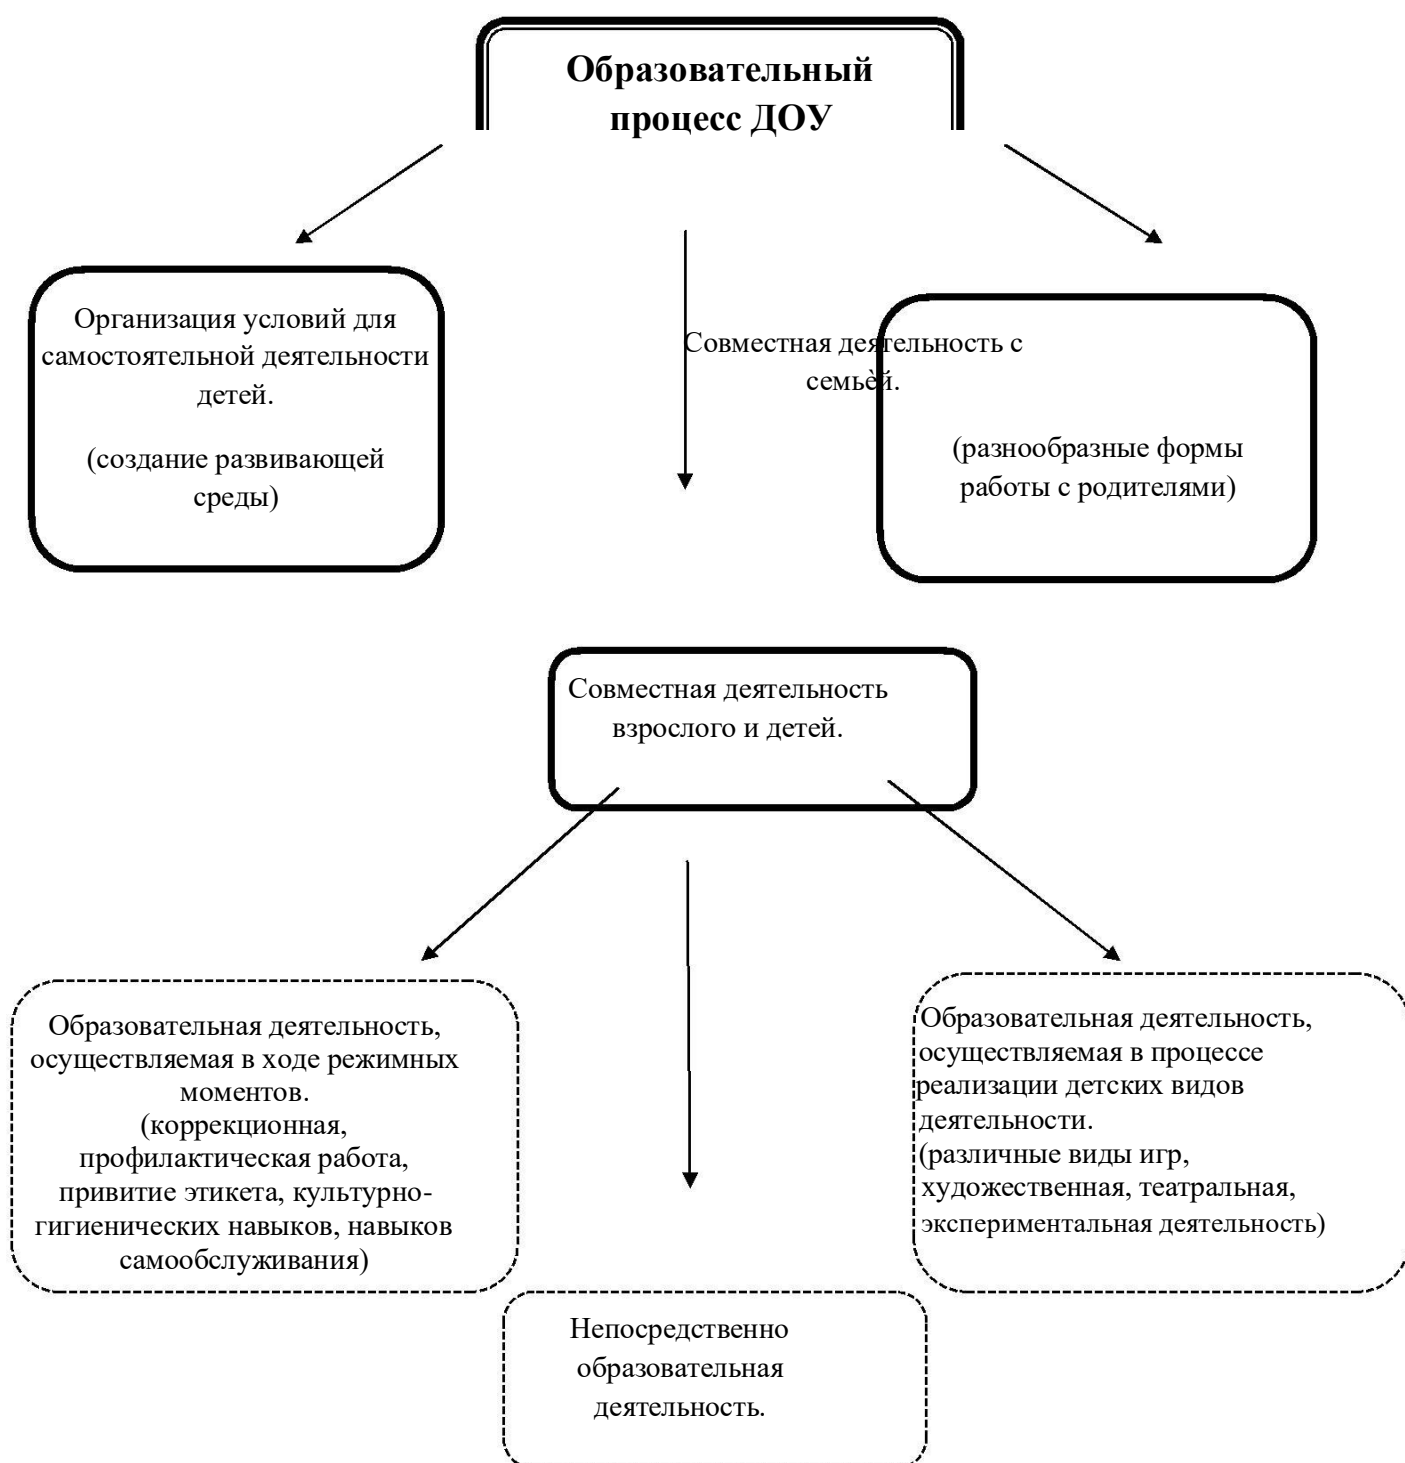 Образовательный
процесс ДОУ
Организация условий для
самостоятельной деятельности
детей.
(создание развивающей
среды)
Совместная деятельность с
семьѐй.
(разнообразные формы
работы с родителями)
Совместная деятельность
взрослого и детей.
Образовательная деятельность,
осуществляемая в ходе режимных
моментов.
(коррекционная,
профилактическая работа,
привитие этикета, культурно-
гигиенических навыков, навыков
самообслуживания)
Образовательная деятельность,
осуществляемая в процессе
реализации детских видов
деятельности.
(различные виды игр,
художественная, театральная,
экспериментальная деятельность)
Непосредственно
образовательная
деятельность.